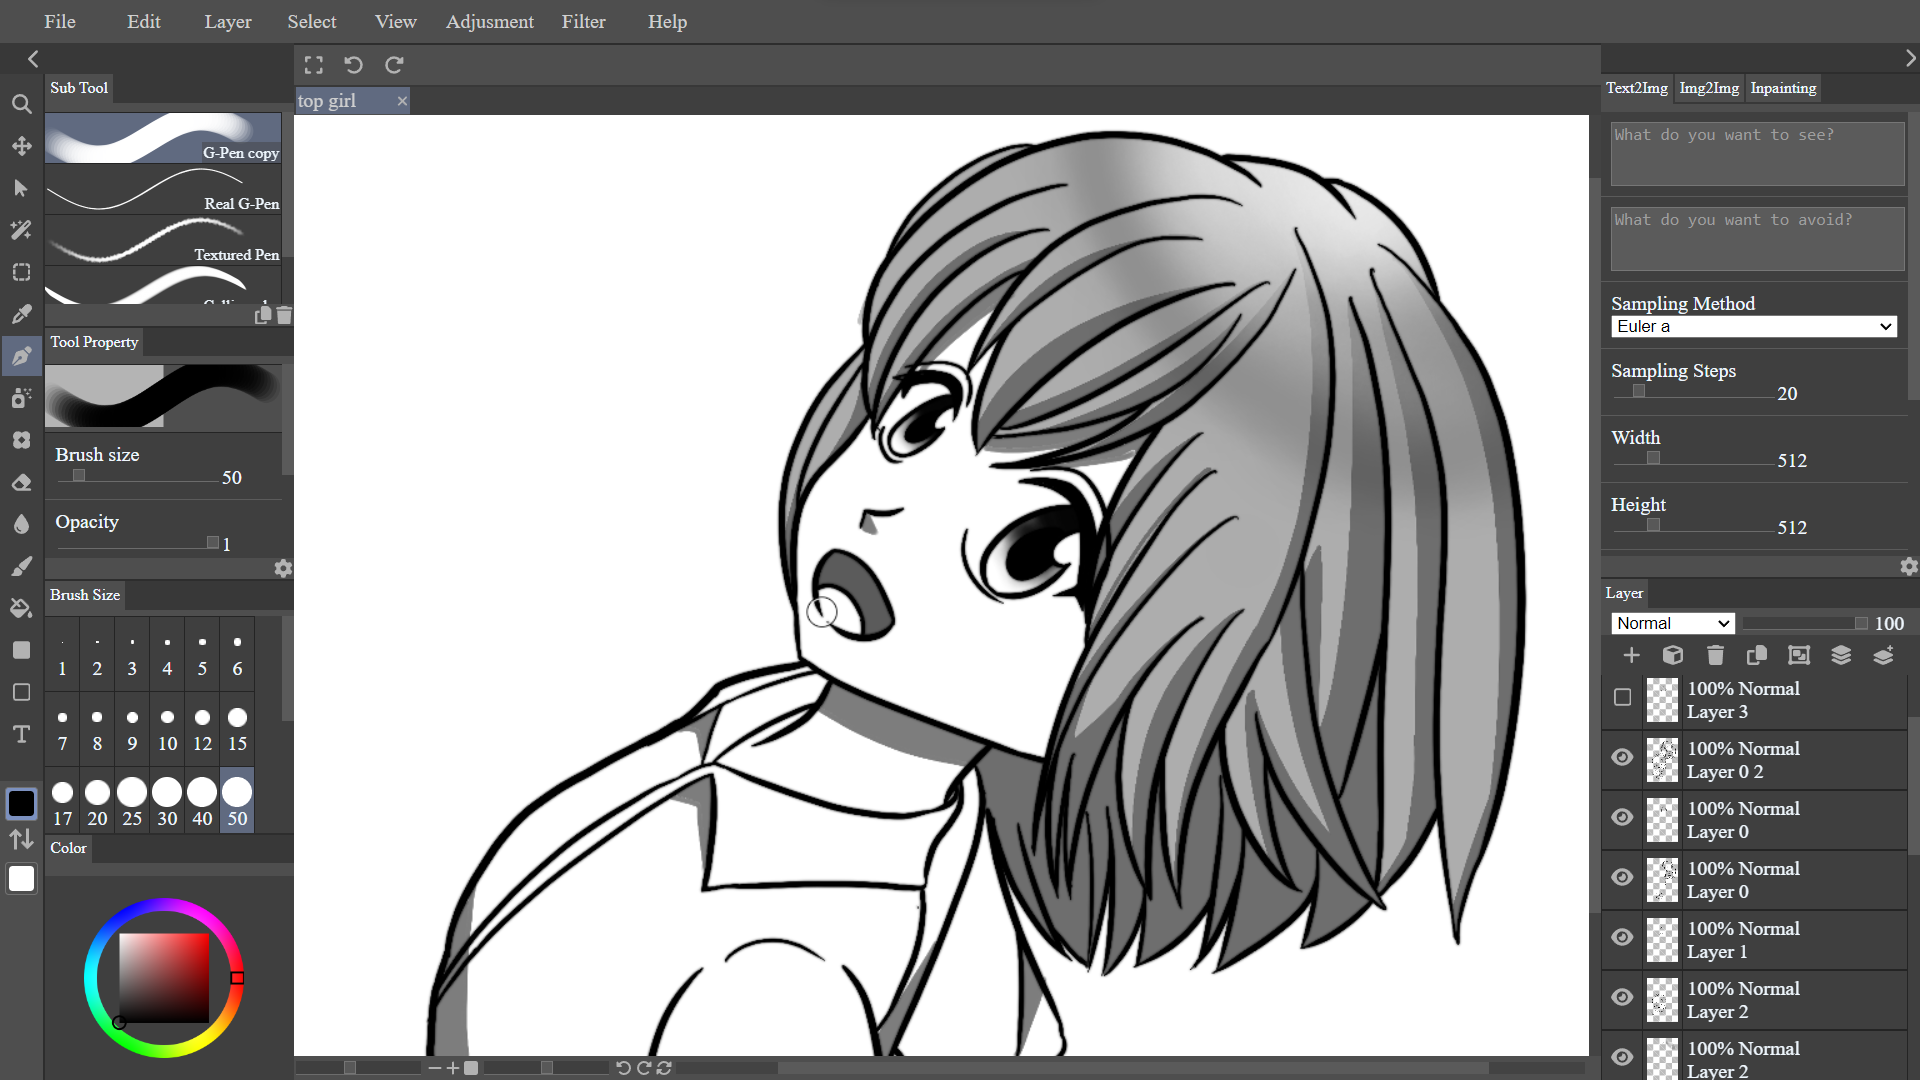 File Edit Layer Select View Adjusment Filter Help
Sub Tool
G-Pen copy
Real G-Pen
Textured Pen
Tool Property
Brush size
50
Opacity
1
Brush Size
1 2 3 4 5 6
7 8 9 10 12 15
17 20 25 30 40 50
Color
top girl
Text2Img Img2Img Inpainting
What do you want to see?
What do you want to avoid?
Sampling Method
Euler a
Sampling Steps
20
Width
512
Height
512
Layer
Normal 100
100% Normal
Layer 3
100% Normal
Layer 0 2
100% Normal
Layer 0
100% Normal
Layer 0
100% Normal
Layer 1
100% Normal
Layer 2
100% Normal
Layer 2